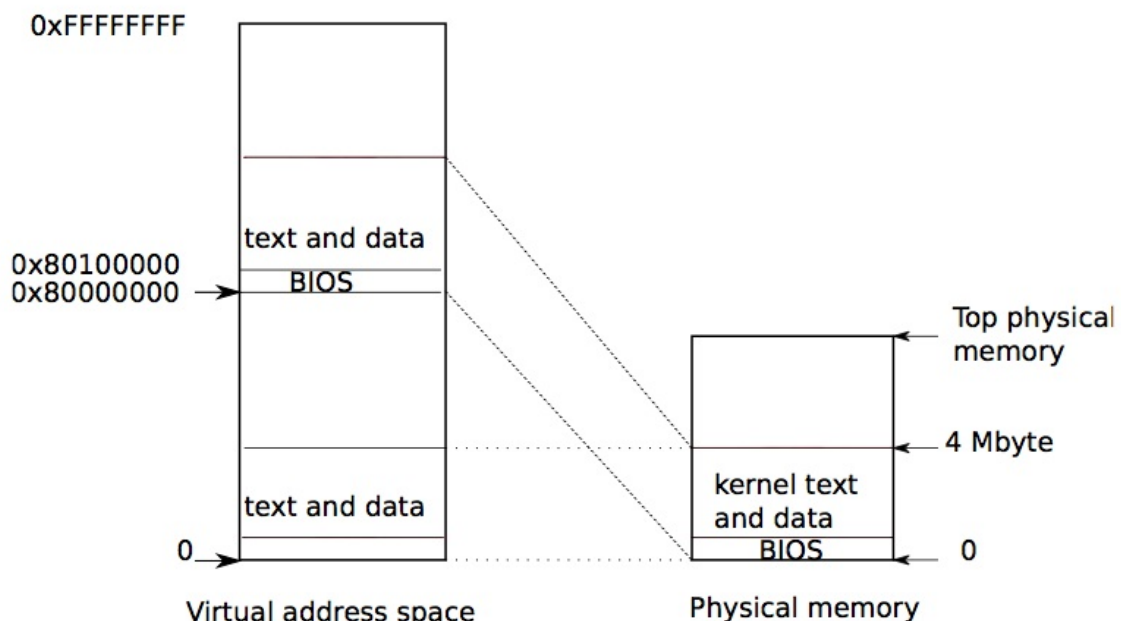 0xFFFFFFFF
text and data
0x80100000
BIOS
0x80000000
text and data
0
Virtual address space
Top physical
memory
4 Mbyte
kernel text
and data
BIOS
0
Physical memory